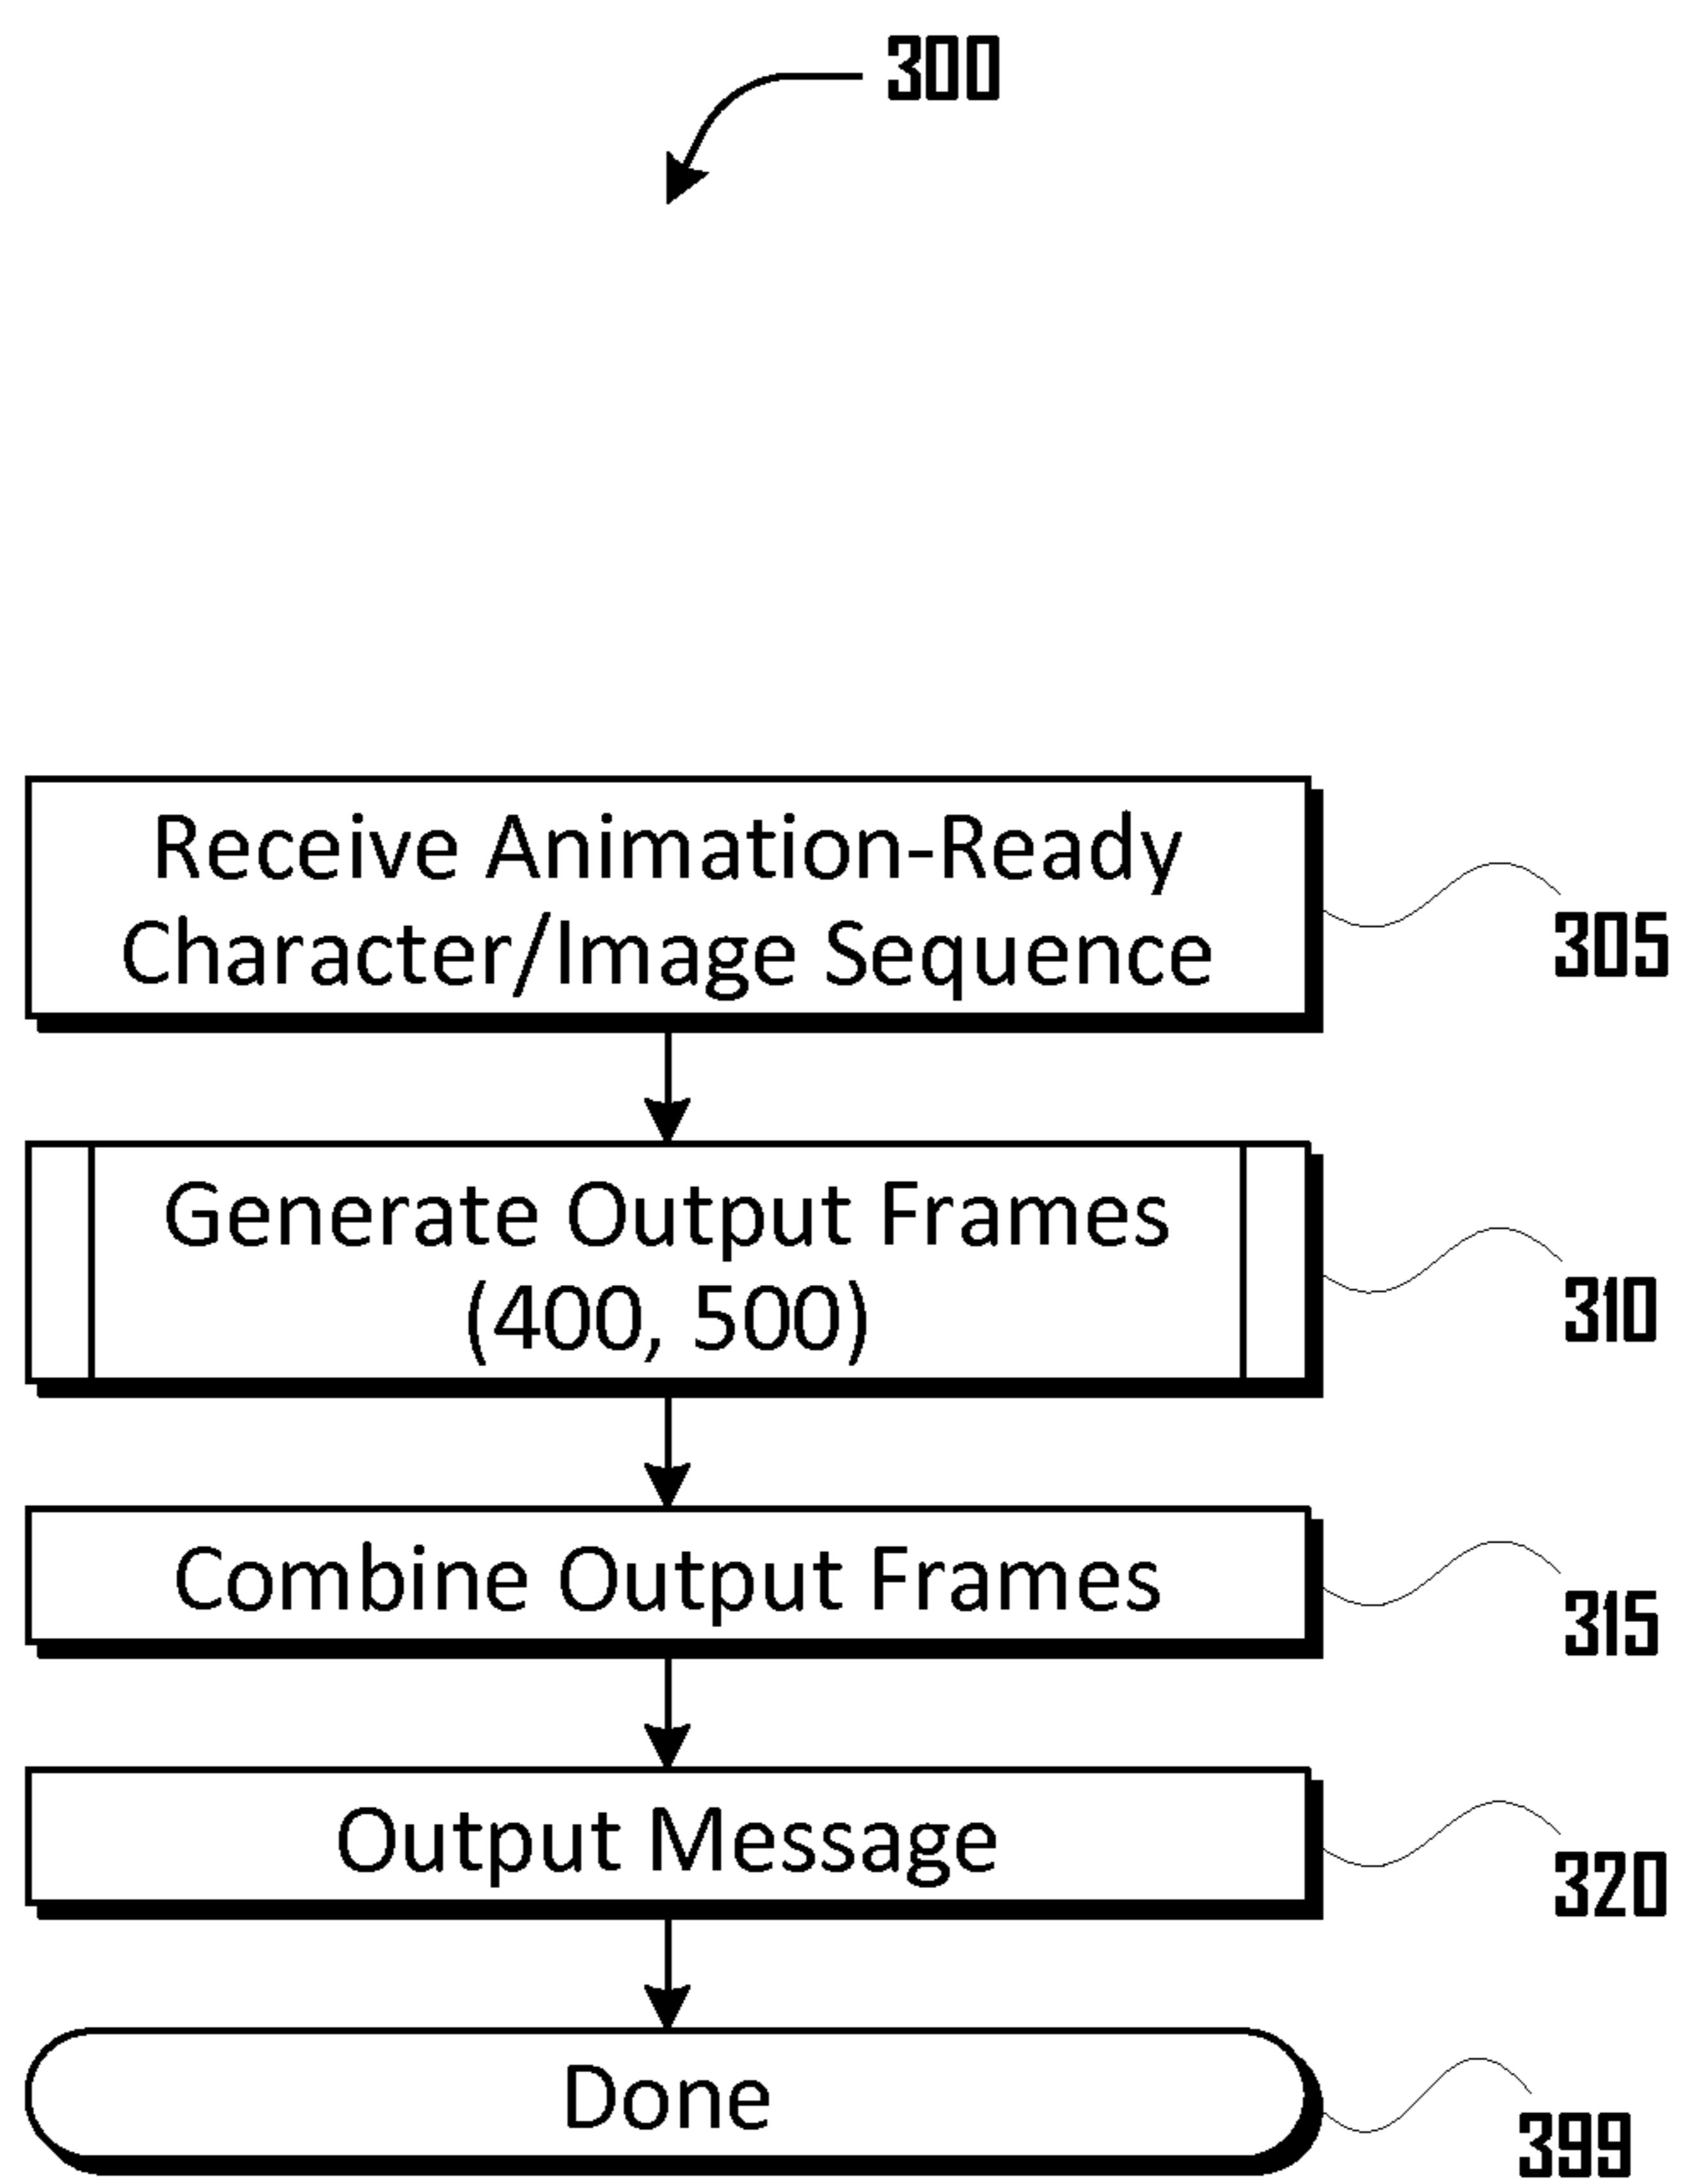 300
Receive Animation-Ready
Character/Image Sequence
305
Generate Output Frames
(400, 500)
310
Combine Output Frames
315
Output Message
320
Done
399